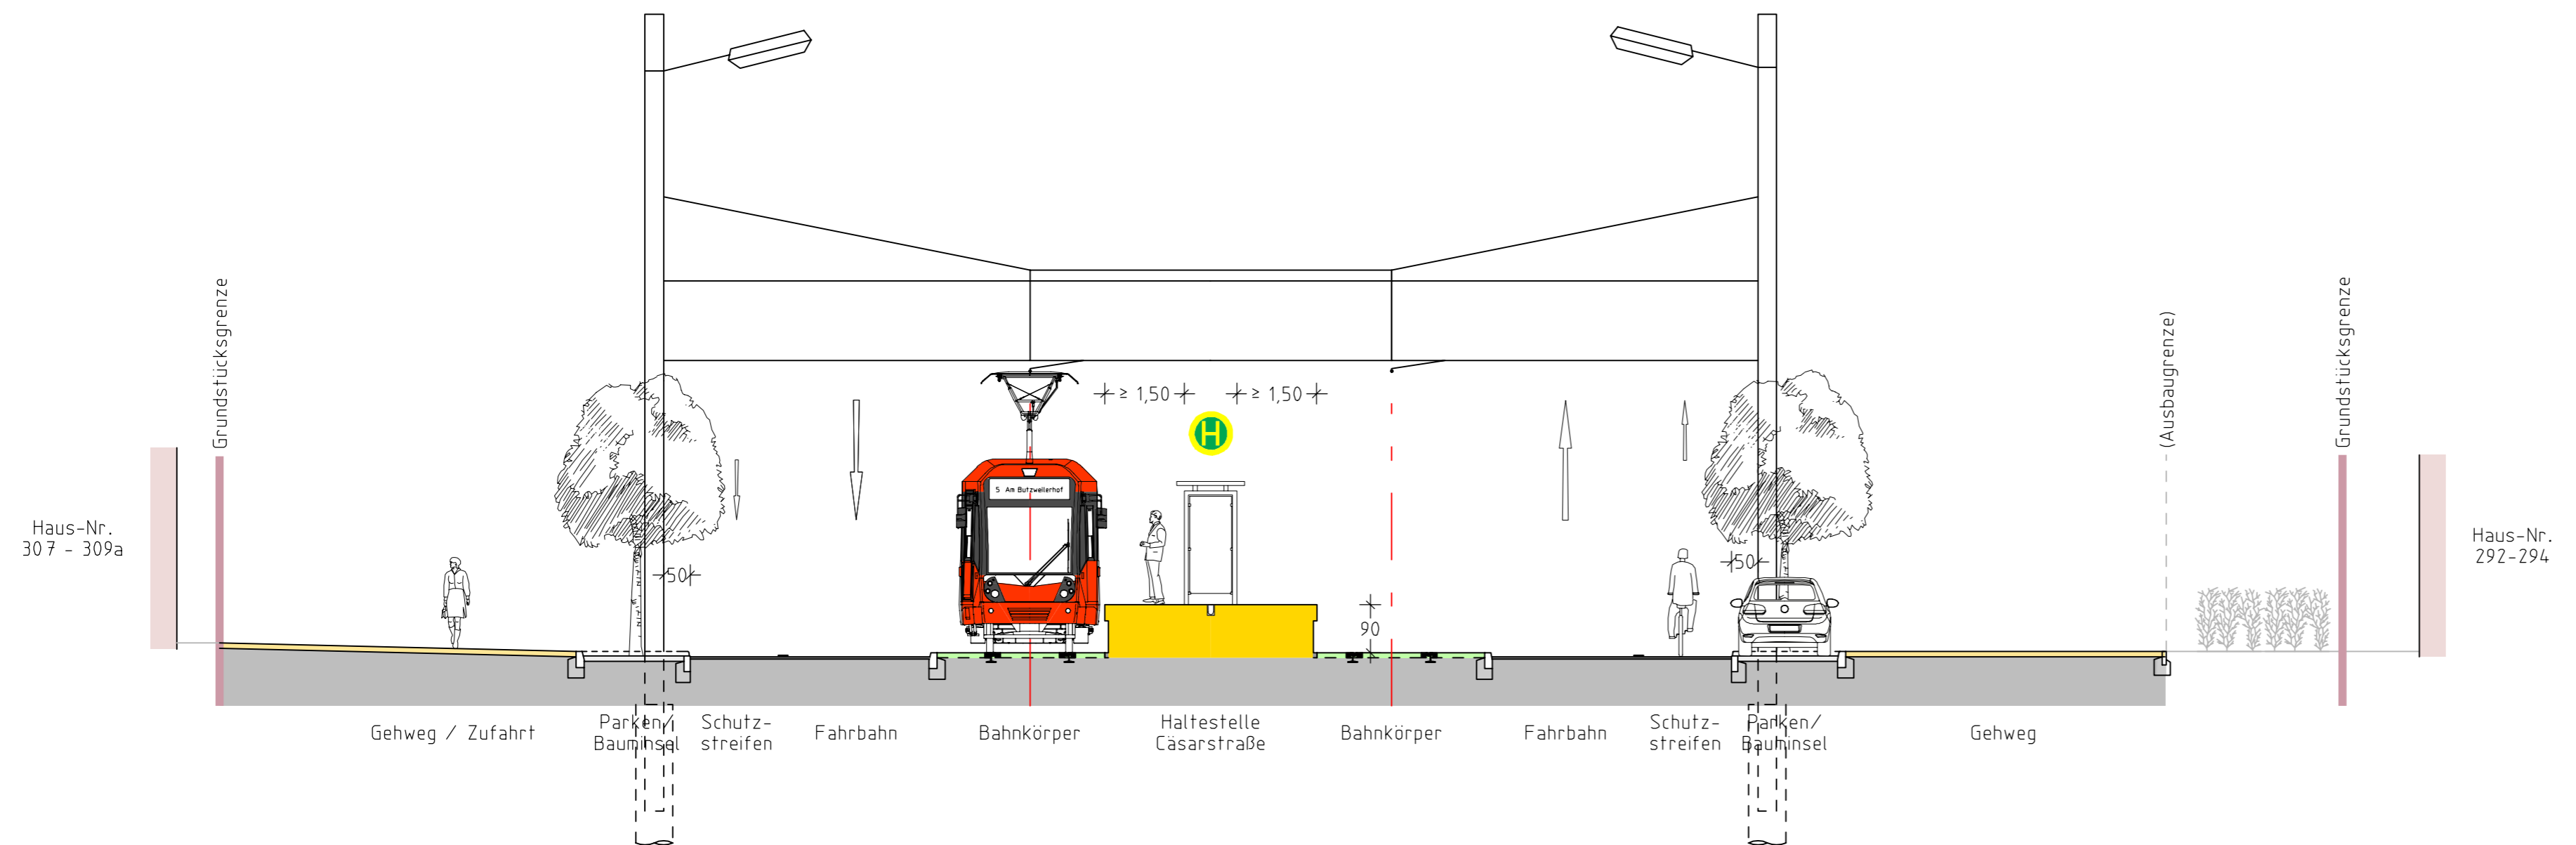 Grundstücksgrenze
(Ausbaugrenze)
Grundstücksgrenze
≥ 1,50
≥ 1,50
H
5 Am Butzweilerhof
Haus-Nr.
307 - 309a
50
50
Haus-Nr.
292-294
90
Gehweg / Zufahrt
Parken/
Bauminsel
Schutz-
streifen
Fahrbahn
Bahnkörper
Haltestelle
Cäsarstraße
Bahnkörper
Fahrbahn
Schutz-
streifen
Parken/
Bauminsel
Gehweg